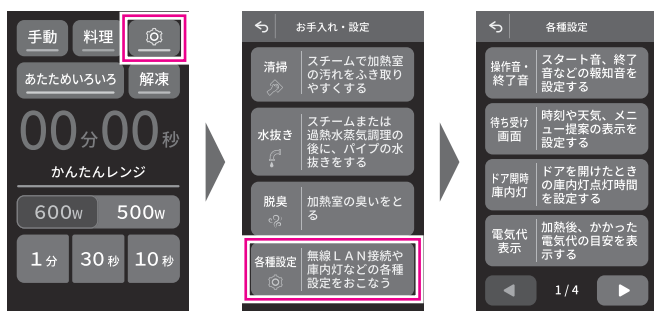 手動
料理
あたためいろいろ
解凍
00分00秒
かんたんレンジ
600W
500W
1分
30秒
10秒
お手入れ・設定
清掃
スチームで加熱室
の汚れをふき取り
やすくする
水抜き
スチームまたは
過熱水蒸気調理の
後に、パイプの水
抜きをする
脱臭
加熱室の臭いをと
る
各種設定
無線LAN接続や
庫内灯などの各種
設定をおこなう
各種設定
操作音・
終了音
スタート音、終了
音などの報知音を
設定する
待ち受け
画面
時刻や天気、メニ
ュー提案の表示を
設定する
ドア開時
庫内灯
ドアを開けたとき
の庫内灯点灯時間
を設定する
電気代
表示
加熱後、かかった
電気代の目安を表
示する
1/4